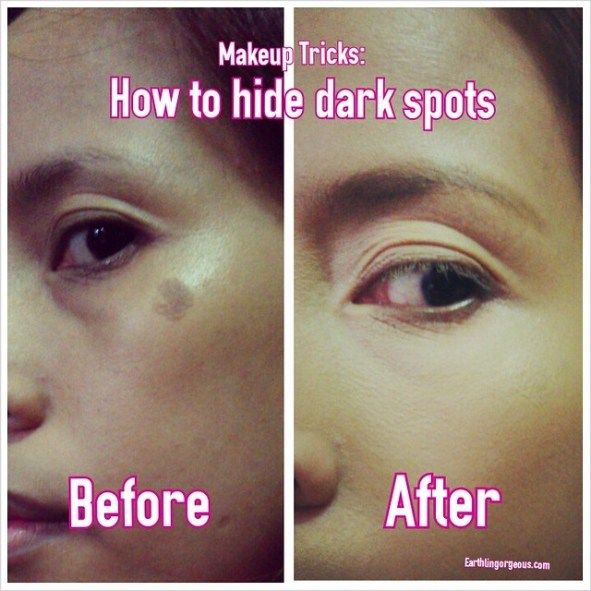 Makeup Tricks:
How to hide dark spots
Before
After
Earthlingorgeous.com